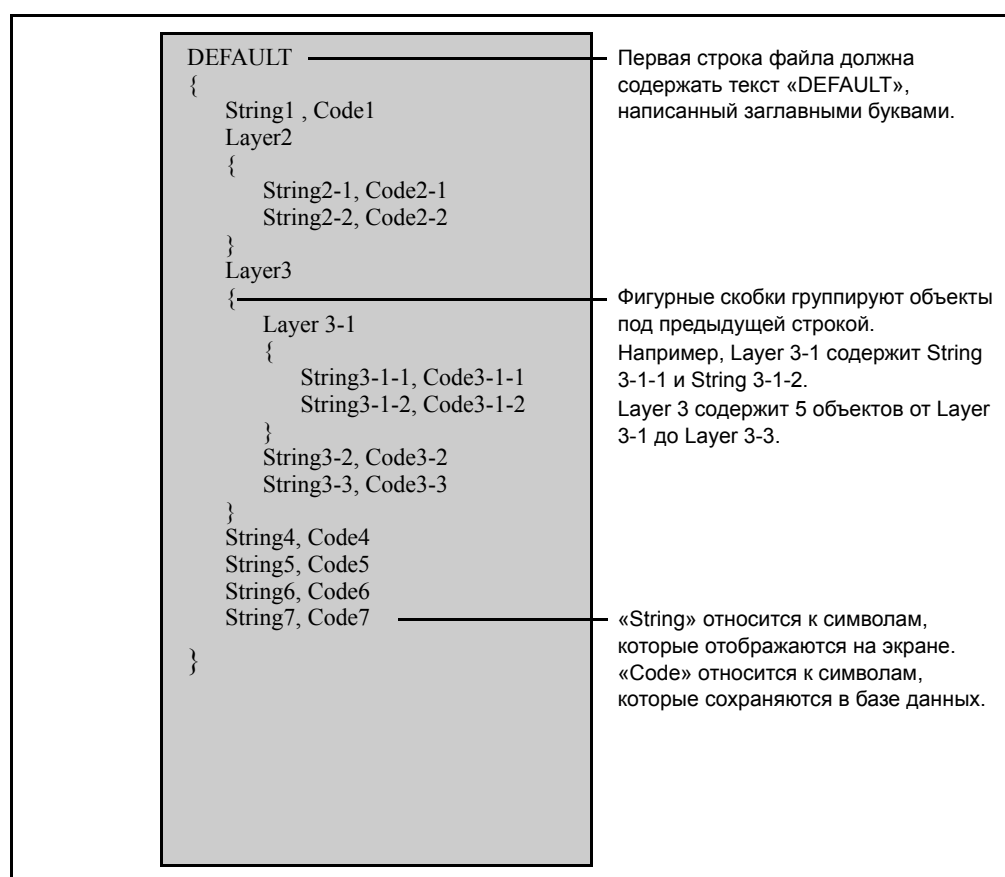 DEFAULT
{
String1 , Code1
Layer2
{
String2-1, Code2-1
String2-2, Code2-2
}
Layer3
{
Layer 3-1
{
String3-1-1, Code3-1-1
String3-1-2, Code3-1-2
}
String3-2, Code3-2
String3-3, Code3-3
}
String4, Code4
String5, Code5
String6, Code6
String7, Code7
}
Первая строка файла должна
содержать текст «DEFAULT»,
написанный заглавными буквами.
Фигурные скобки группируют объекты
под предыдущей строкой.
Например, Layer 3-1 содержит String
3-1-1 и String 3-1-2.
Layer 3 содержит 5 объектов от Layer
3-1 до Layer 3-3.
«String» относится к символам,
которые отображаются на экране.
«Code» относится к символам,
которые сохраняются в базе данных.